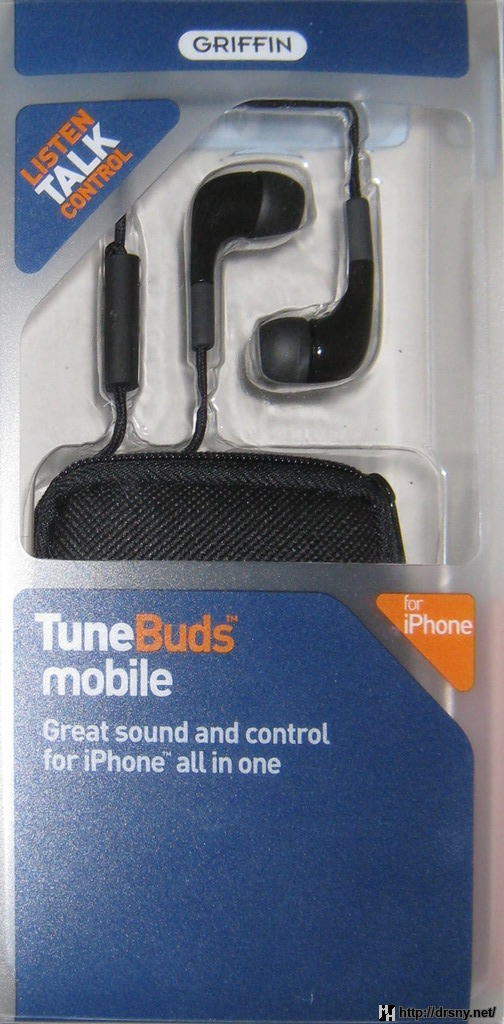 GRIFFIN
LISTEN
TALK
CONTROL
TuneBuds™
mobile
for
iPhone
Great sound and control
for iPhone™ all in one
http://drsny.net/